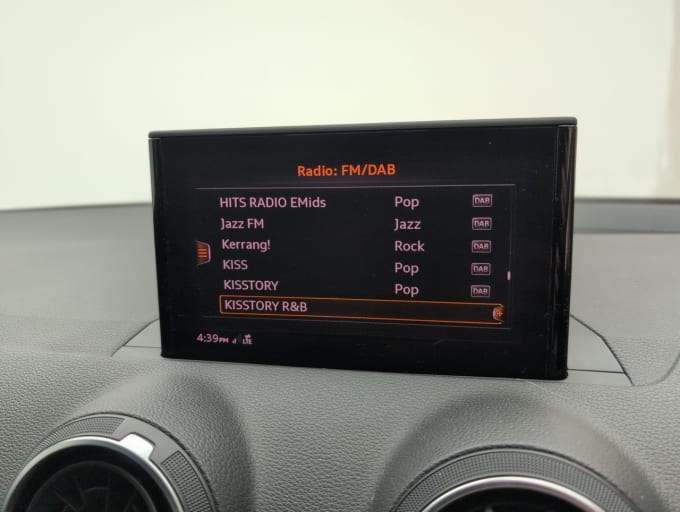 Radio: FM/DAB
HITS RADIO EMids Pop DAB
Jazz FM Jazz DAB
Kerrang! Rock DAB
KISS Pop DAB
KISSTORY Pop DAB
KISSTORY R&B
4:39PM LTE